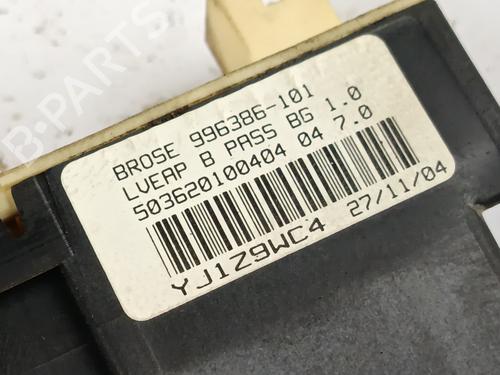 BROSE 996386-101
LVEAP B PASS BG 1.0
503620100404 04 7.0
YJ1Z9WC4 27/11/04
B-PARTS